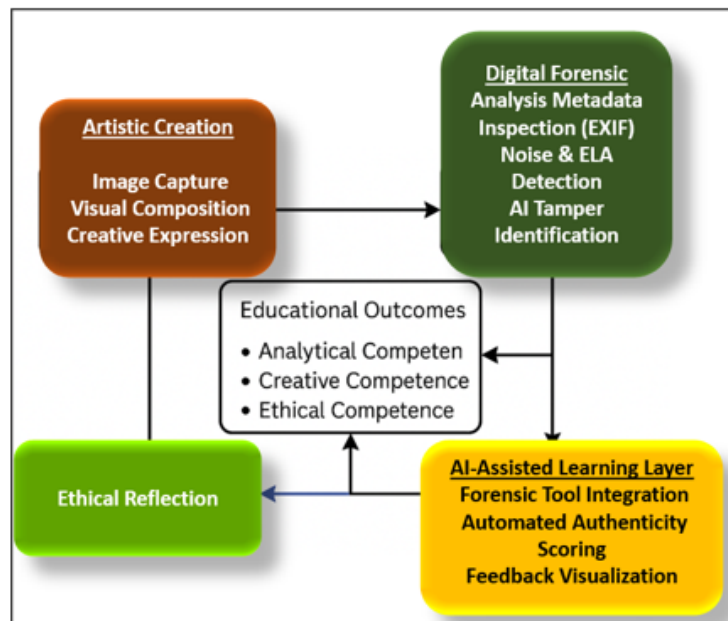 Artistic Creation
Image Capture
Visual Composition
Creative Expression
Digital Forensic
Analysis Metadata
Inspection (EXIF)
Noise & ELA
Detection
AI Tamper
Identification
Educational Outcomes
• Analytical Competen
• Creative Competence
• Ethical Competence
Ethical Reflection
AI-Assisted Learning Layer
Forensic Tool Integration
Automated Authenticity
Scoring
Feedback Visualization